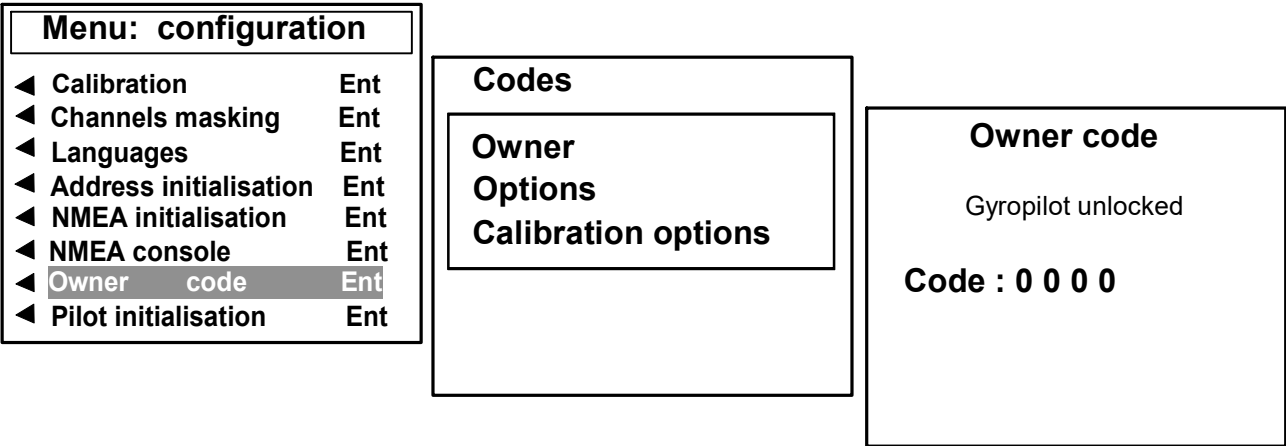 Menu: configuration
Calibration Ent
Channels masking Ent
Languages Ent
Address initialisation Ent
NMEA initialisation Ent
NMEA console Ent
Owner code Ent
Pilot initialisation Ent
Codes
Owner
Options
Calibration options
Owner code
Gyropilot unlocked
Code : 0 0 0 0